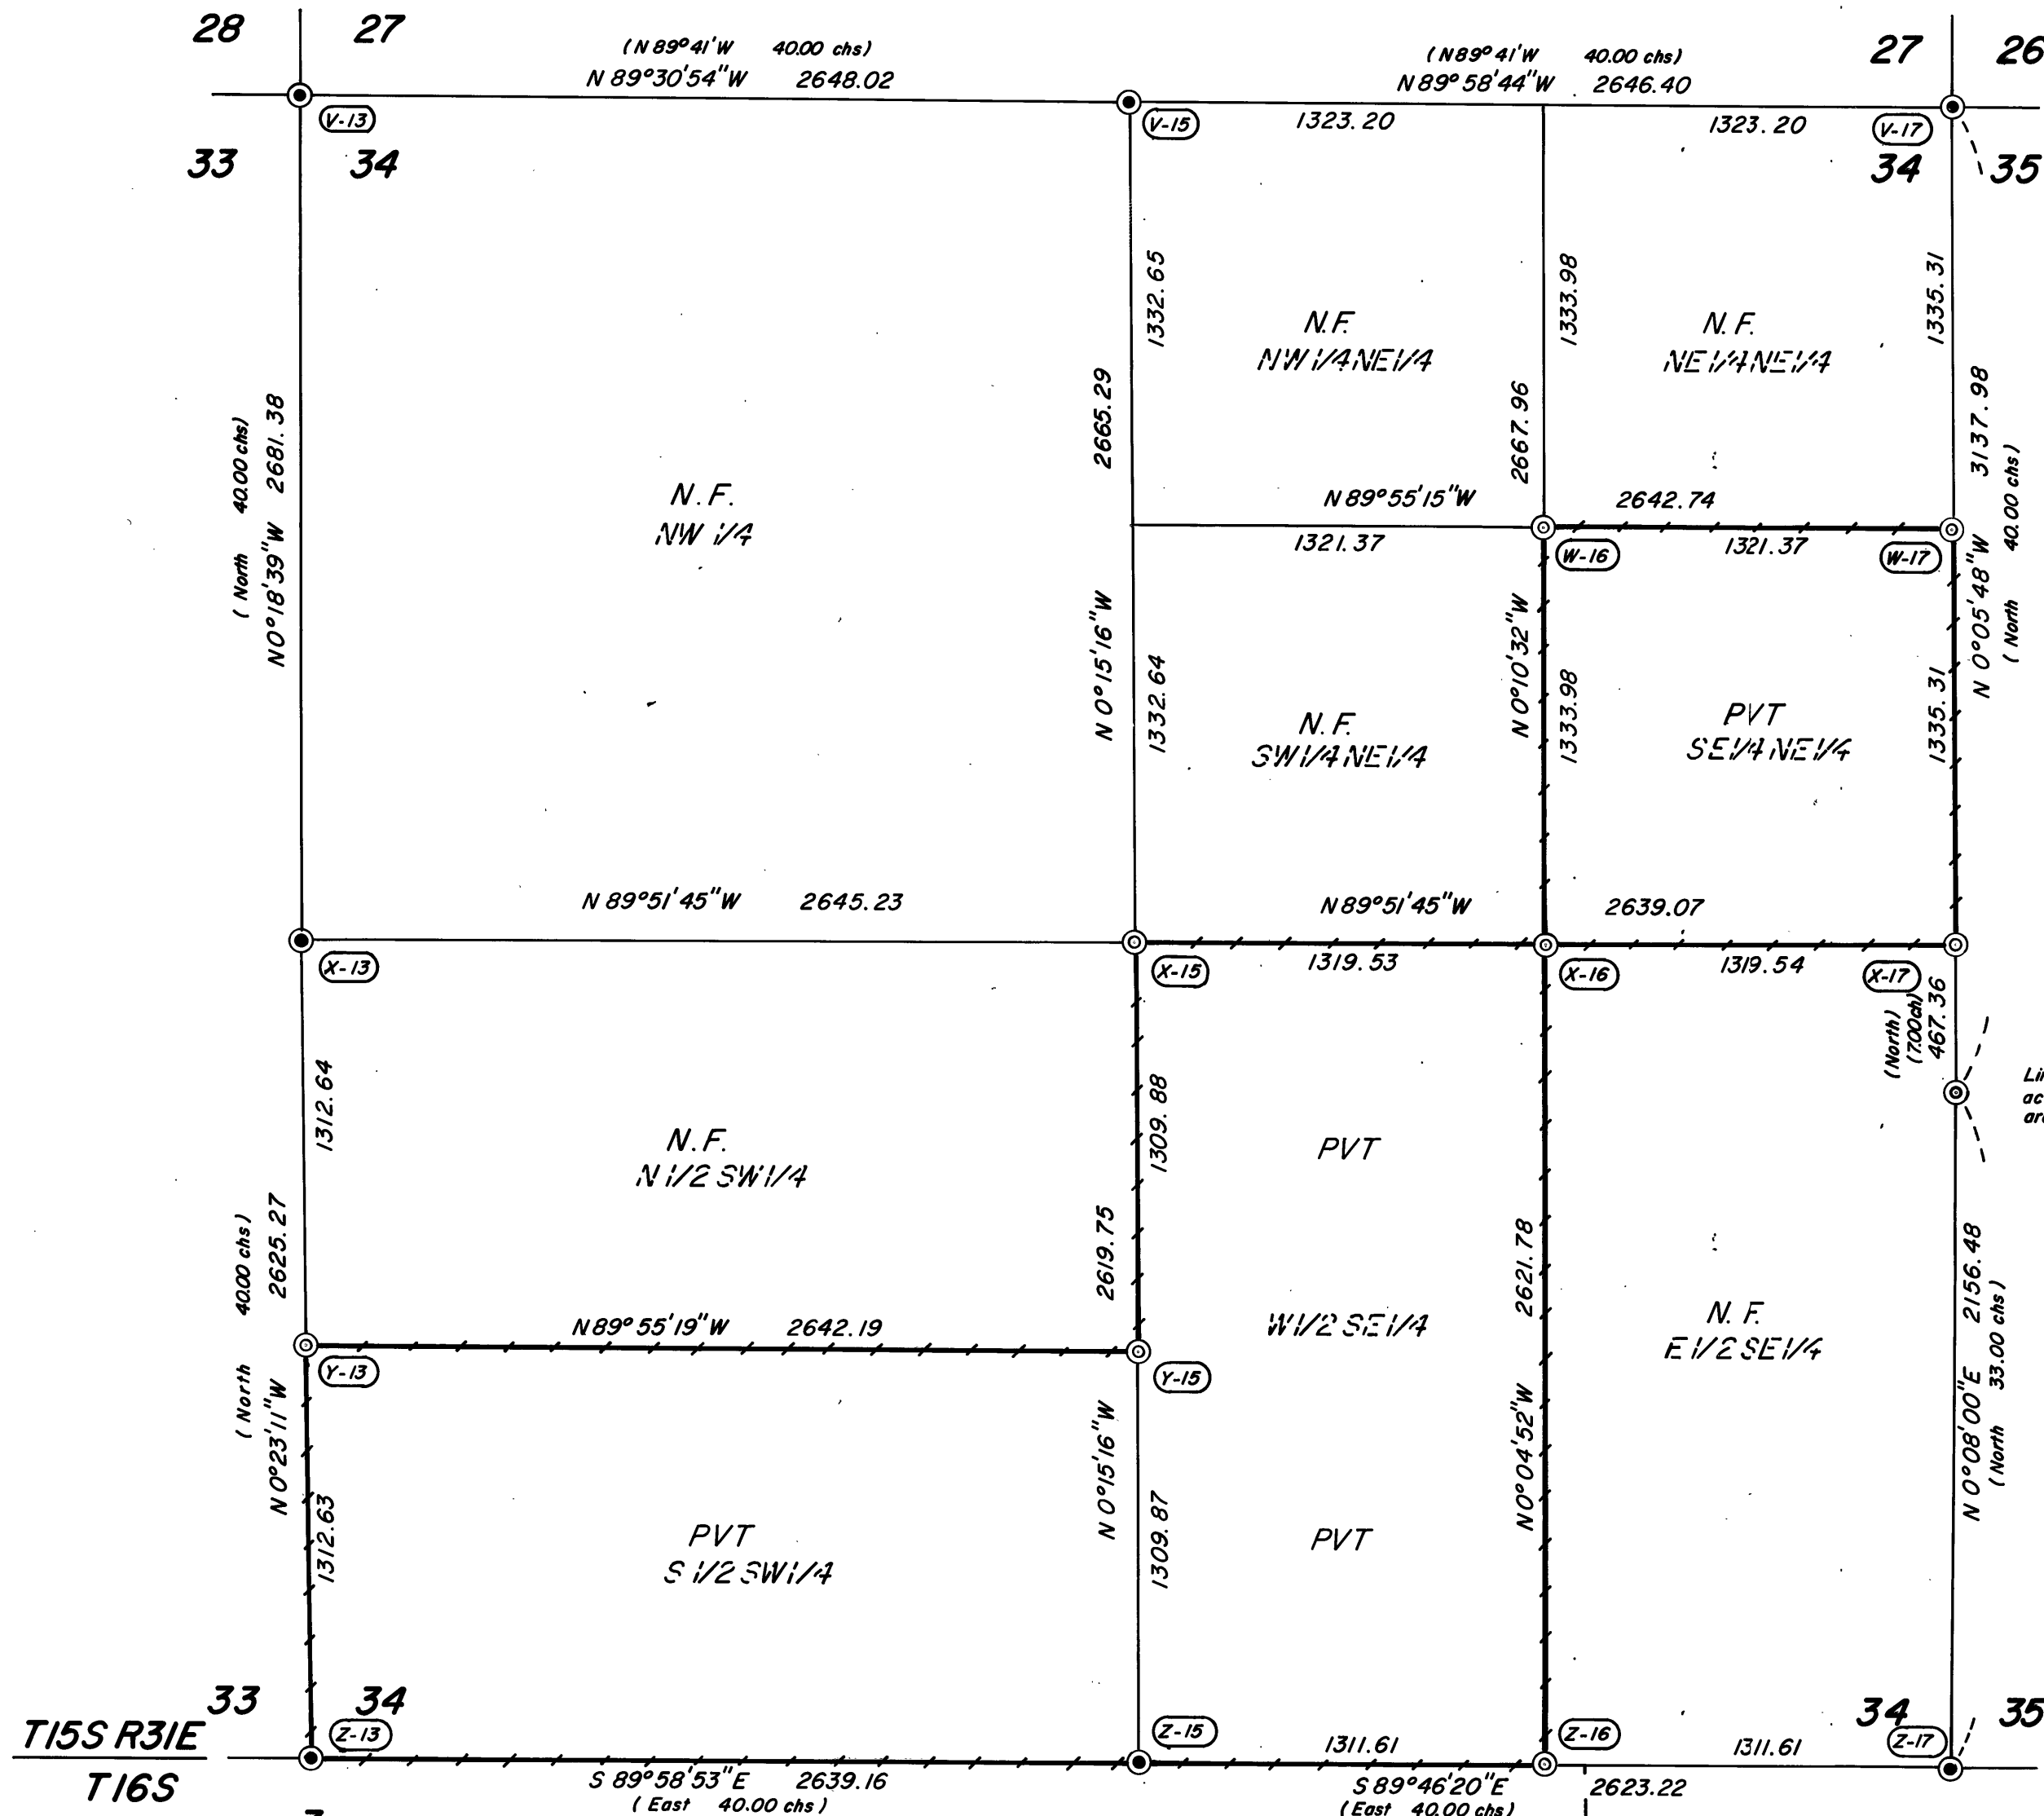 28 27
(N 89°41'W 40.00 chs)
N 89°30'54"W 2648.02
(N 89°41'W 40.00 chs)
N 89°58'44"W 2646.40
27 26
V-13
V-15
1323.20
1323.20
V-17
33 34
34 35
1332.65
1333.98
1335.31
N.F.
NW 1/4 NE 1/4
N.F.
NE 1/4 NE 1/4
2665.29
2667.96
3137.98
(North 40.00 chs)
N 0°18'39"W 2681.38
N.F.
NW 1/4
N 89°55'15"W 2642.74
1321.37
W-16
1321.37
W-17
N 0°05'48"W
(North 40.00 chs)
N 0°15'16"W
1332.64
N 0°10'32"W
1333.98
1335.31
N.F.
SW 1/4 NE 1/4
PVT
SE 1/4 NE 1/4
N 89°51'45"W 2645.23
N 89°51'45"W 2639.07
X-13
X-15
1319.53
X-16
1319.54
X-17
(North)
(7.00ch)
467.36
1312.64
1309.88
N.F.
N 1/2 SW 1/4
PVT
(North 40.00 chs)
N 0°23'11"W 2625.27
2619.75
2621.78
N 89°55'19"W 2642.19
W 1/2 SE 1/4
N.F.
E 1/2 SE 1/4
N 0°08'00"E 2156.48
(North 33.00 chs)
Y-13
Y-15
N 0°15'16"W
N 0°04'52"W
1312.63
1309.87
PVT
S 1/2 SW 1/4
PVT
33 34
34 35
T15S R31E
T16S
Z-13
Z-15
1311.61
Z-16
1311.61
Z-17
S 89°58'53"E 2639.16
(East 40.00 chs)
S 89°46'20"E 2623.22
(East 40.00 chs)